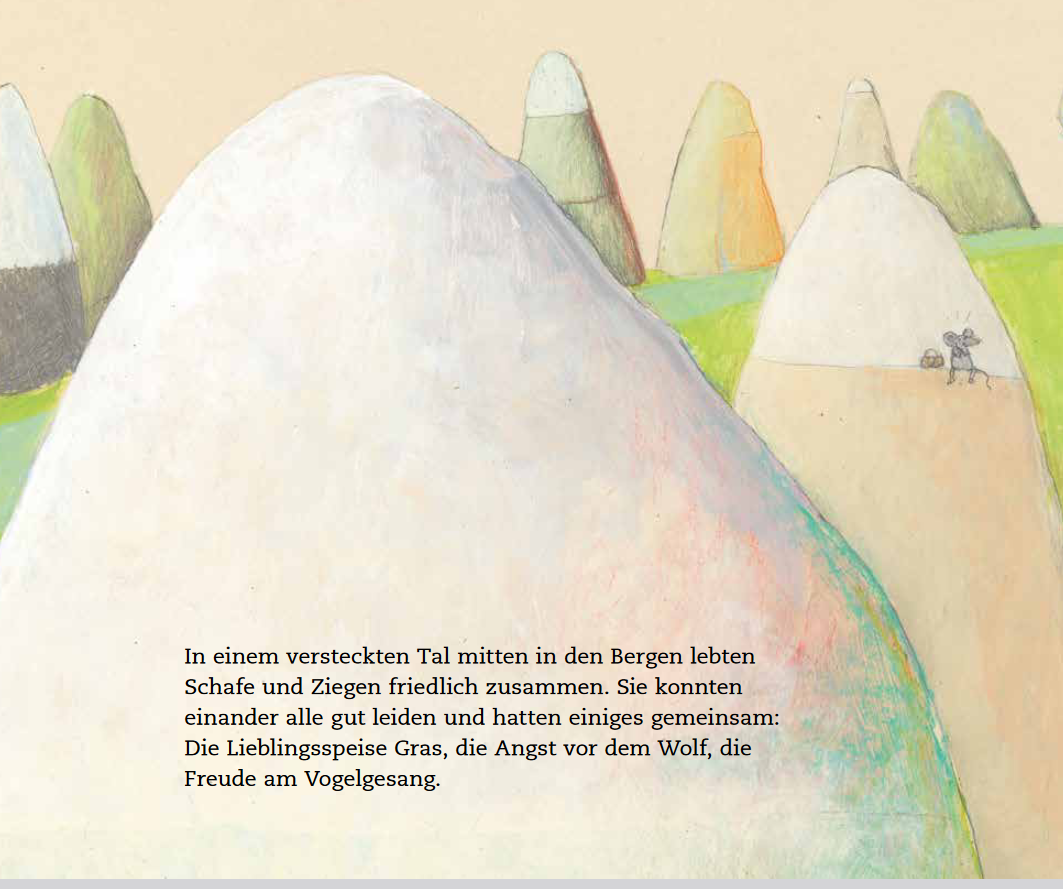 In einem versteckten Tal mitten in den Bergen lebten
Schafe und Ziegen friedlich zusammen. Sie konnten
einander alle gut leiden und hatten einiges gemeinsam:
Die Lieblingsspeise Gras, die Angst vor dem Wolf, die
Freude am Vogelgesang.